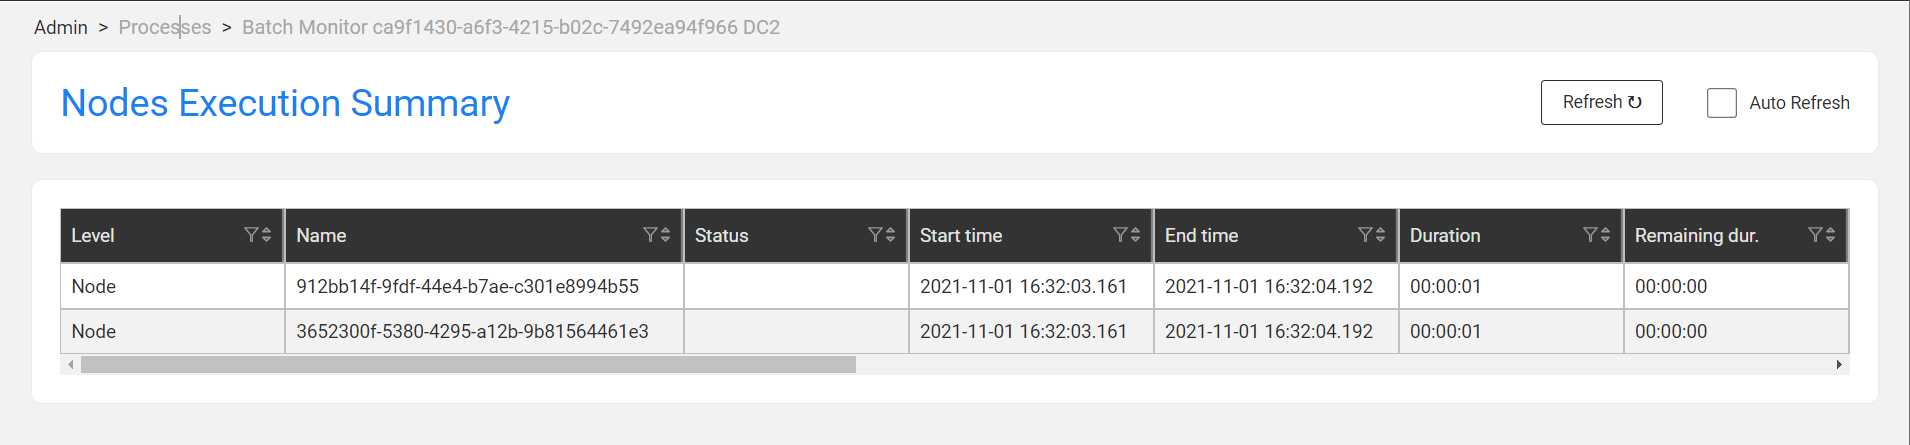 Admin > Processes > Batch Monitor ca9f1430-a6f3-4215-b02c-7492ea94f966 DC2
Nodes Execution Summary
Refresh ↻ Auto Refresh
Level Name Status Start time End time Duration Remaining dur.
Node 912bb14f-9fdf-44e4-b7ae-c301e8994b55 2021-11-01 16:32:03.161 2021-11-01 16:32:04.192 00:00:01 00:00:00
Node 3652300f-5380-4295-a12b-9b81564461e3 2021-11-01 16:32:03.161 2021-11-01 16:32:04.192 00:00:01 00:00:00